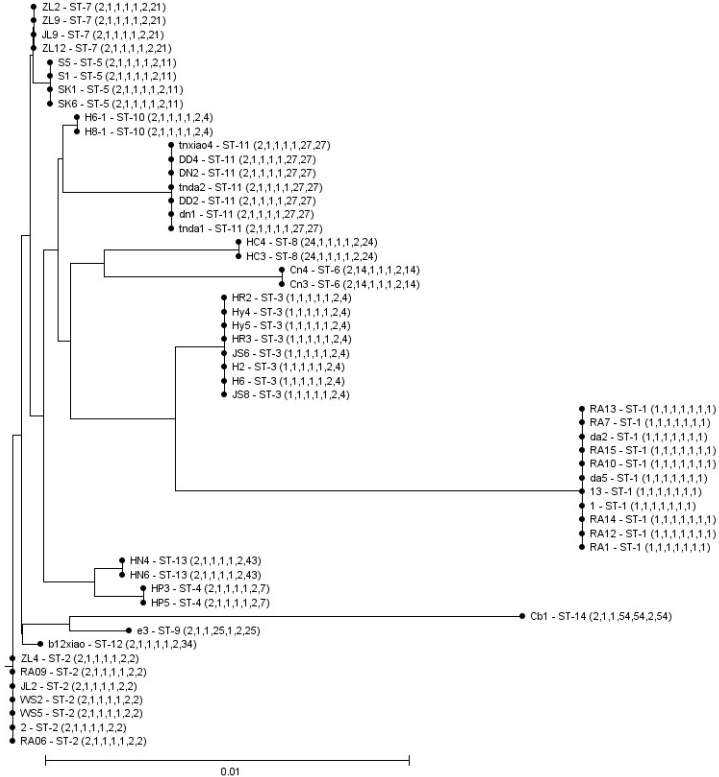 ZL2 - ST-7 (2,1,1,1,1,2,21)
ZL9 - ST-7 (2,1,1,1,1,2,21)
JL9 - ST-7 (2,1,1,1,1,2,21)
ZL12 - ST-7 (2,1,1,1,1,2,21)
S5 - ST-5 (2,1,1,1,1,2,11)
S1 - ST-5 (2,1,1,1,1,2,11)
SK1 - ST-5 (2,1,1,1,1,2,11)
SK6 - ST-5 (2,1,1,1,1,2,11)
H6-1 - ST-10 (2,1,1,1,1,2,4)
H8-1 - ST-10 (2,1,1,1,1,2,4)
tnxiao4 - ST-11 (2,1,1,1,1,27,27)
DD4 - ST-11 (2,1,1,1,1,27,27)
DN2 - ST-11 (2,1,1,1,1,27,27)
tnda2 - ST-11 (2,1,1,1,1,27,27)
DD2 - ST-11 (2,1,1,1,1,27,27)
dn1 - ST-11 (2,1,1,1,1,27,27)
tnda1 - ST-11 (2,1,1,1,1,27,27)
HC4 - ST-8 (24,1,1,1,1,2,24)
HC3 - ST-8 (24,1,1,1,1,2,24)
Cn4 - ST-6 (2,14,1,1,1,2,14)
Cn3 - ST-6 (2,14,1,1,1,2,14)
HR2 - ST-3 (1,1,1,1,1,2,4)
Hy4 - ST-3 (1,1,1,1,1,2,4)
Hy5 - ST-3 (1,1,1,1,1,2,4)
HR3 - ST-3 (1,1,1,1,1,2,4)
JS6 - ST-3 (1,1,1,1,1,2,4)
H2 - ST-3 (1,1,1,1,1,2,4)
H6 - ST-3 (1,1,1,1,1,2,4)
JS8 - ST-3 (1,1,1,1,1,2,4)
RA13 - ST-1 (1,1,1,1,1,1,1)
RA7 - ST-1 (1,1,1,1,1,1,1)
da2 - ST-1 (1,1,1,1,1,1,1)
RA15 - ST-1 (1,1,1,1,1,1,1)
RA10 - ST-1 (1,1,1,1,1,1,1)
da5 - ST-1 (1,1,1,1,1,1,1)
13 - ST-1 (1,1,1,1,1,1,1)
1 - ST-1 (1,1,1,1,1,1,1)
RA14 - ST-1 (1,1,1,1,1,1,1)
RA12 - ST-1 (1,1,1,1,1,1,1)
RA1 - ST-1 (1,1,1,1,1,1,1)
HN4 - ST-13 (2,1,1,1,1,2,43)
HN6 - ST-13 (2,1,1,1,1,2,43)
HP3 - ST-4 (2,1,1,1,1,2,7)
HP5 - ST-4 (2,1,1,1,1,2,7)
Cb1 - ST-14 (2,1,1,54,54,2,54)
e3 - ST-9 (2,1,1,25,1,2,25)
b12xiao - ST-12 (2,1,1,1,1,2,34)
ZL4 - ST-2 (2,1,1,1,1,2,2)
RA09 - ST-2 (2,1,1,1,1,2,2)
JL2 - ST-2 (2,1,1,1,1,2,2)
WS2 - ST-2 (2,1,1,1,1,2,2)
WS5 - ST-2 (2,1,1,1,1,2,2)
2 - ST-2 (2,1,1,1,1,2,2)
RA06 - ST-2 (2,1,1,1,1,2,2)
0.01